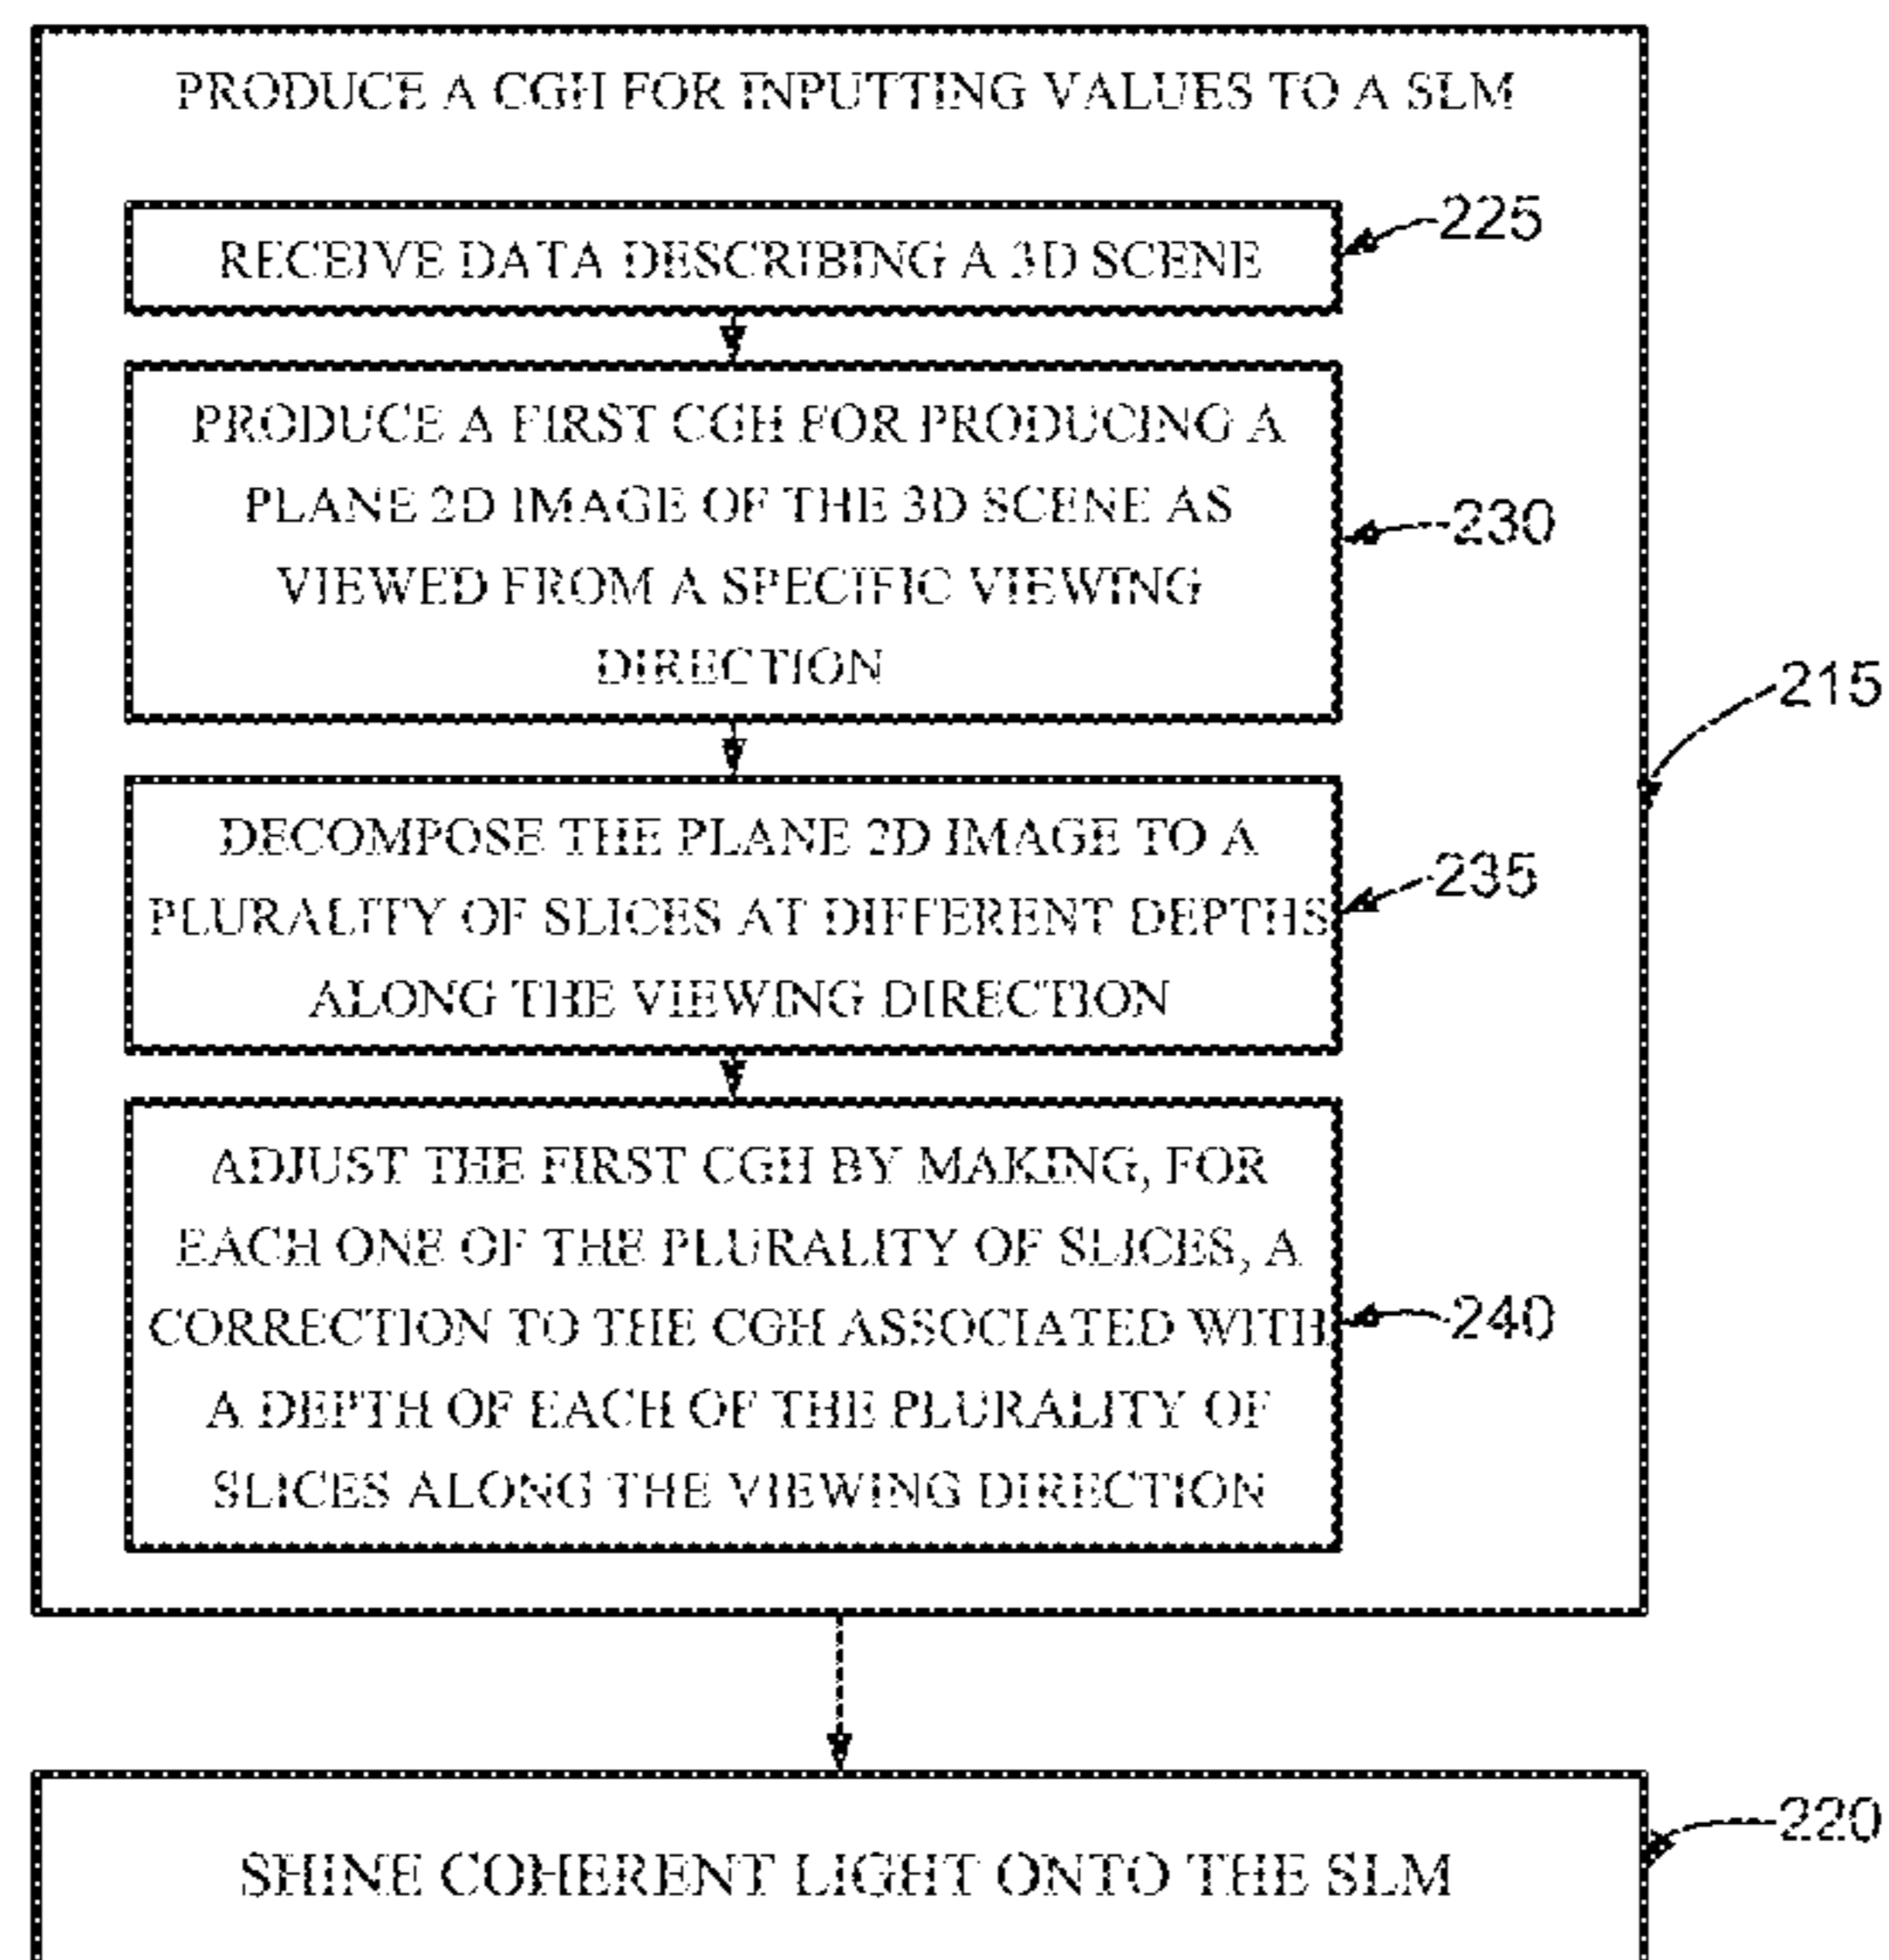 PRODUCE A CGH FOR INPUTTING VALUES TO A SLM
225
RECEIVE DATA DESCRIBING A 3D SCENE
PRODUCE A FIRST CGH FOR PRODUCING A
PLANE 2D IMAGE OF THE 3D SCENE AS
VIEWED FROM A SPECIFIC VIEWING
DIRECTION
230
215
DECOMPOSE THE PLANE 2D IMAGE TO A
PLURALITY OF SLICES AT DIFFERENT DEPTHS
ALONG THE VIEWING DIRECTION
235
ADJUST THE FIRST CGH BY MAKING, FOR
EACH ONE OF THE PLURALITY OF SLICES, A
CORRECTION TO THE CGH ASSOCIATED WITH
A DEPTH OF EACH OF THE PLURALITY OF
SLICES ALONG THE VIEWING DIRECTION
240
220
SHINE COHERENT LIGHT ONTO THE SLM